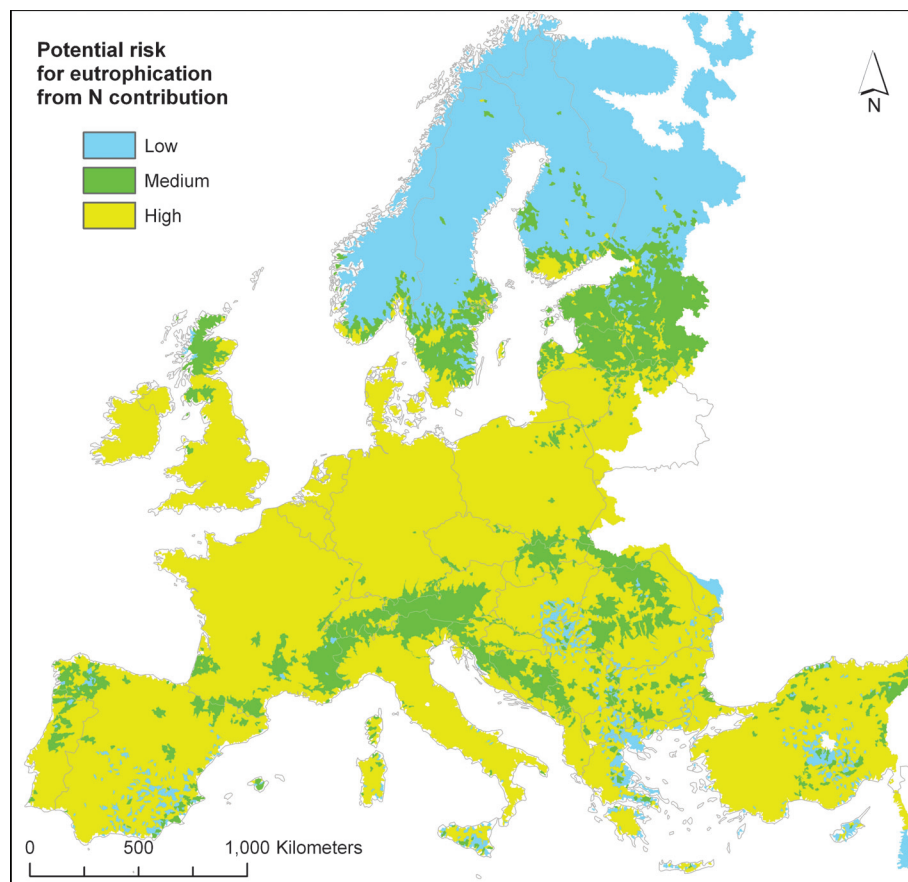 Potential risk
for eutrophication
from N contribution
Low
Medium
High
N
0 500 1,000 Kilometers